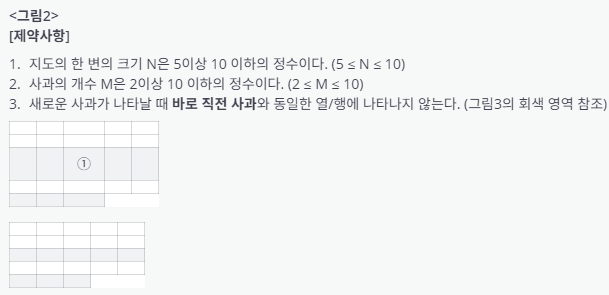 <그림2>
[제약사항]
1. 지도의 한 변의 크기 N은 5이상 10 이하의 정수이다. (5 ≤ N ≤ 10)
2. 사과의 개수 M은 2이상 10 이하의 정수이다. (2 ≤ M ≤ 10)
3. 새로운 사과가 나타날 때 바로 직전 사과와 동일한 열/행에 나타나지 않는다. (그림3의 회색 영역 참조)
①